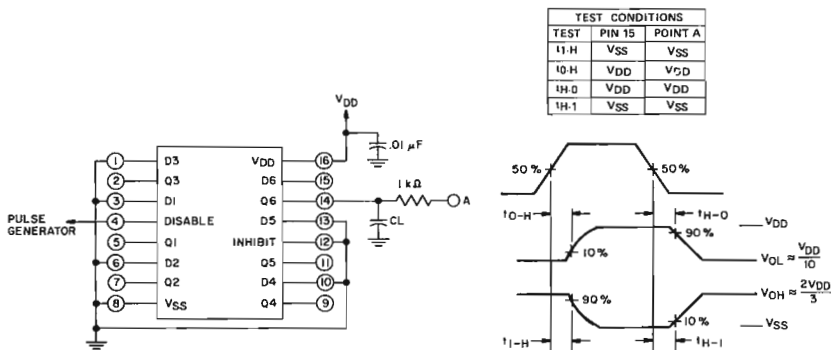 TEST CONDITIONS
TEST PIN 15 POINT A
t1-H VSS VSS
t0-H VDD VDD
tH-0 VDD VDD
tH-1 VSS VSS
VDD
.01 µF
1 D3 VDD 16
2 Q3 D6 15
3 D1 Q6 14
1 kΩ
A
CL
PULSE GENERATOR
4 DISABLE D5 13
5 Q1 INHIBIT 12
6 D2 Q5 11
7 Q2 D4 10
8 VSS Q4 9
50%
50%
tO-H
tH-O
VDD
90%
10%
VOL ≈ VDD/10
90%
VOH ≈ 2VDD/3
10%
VSS
t1-H
tH-1